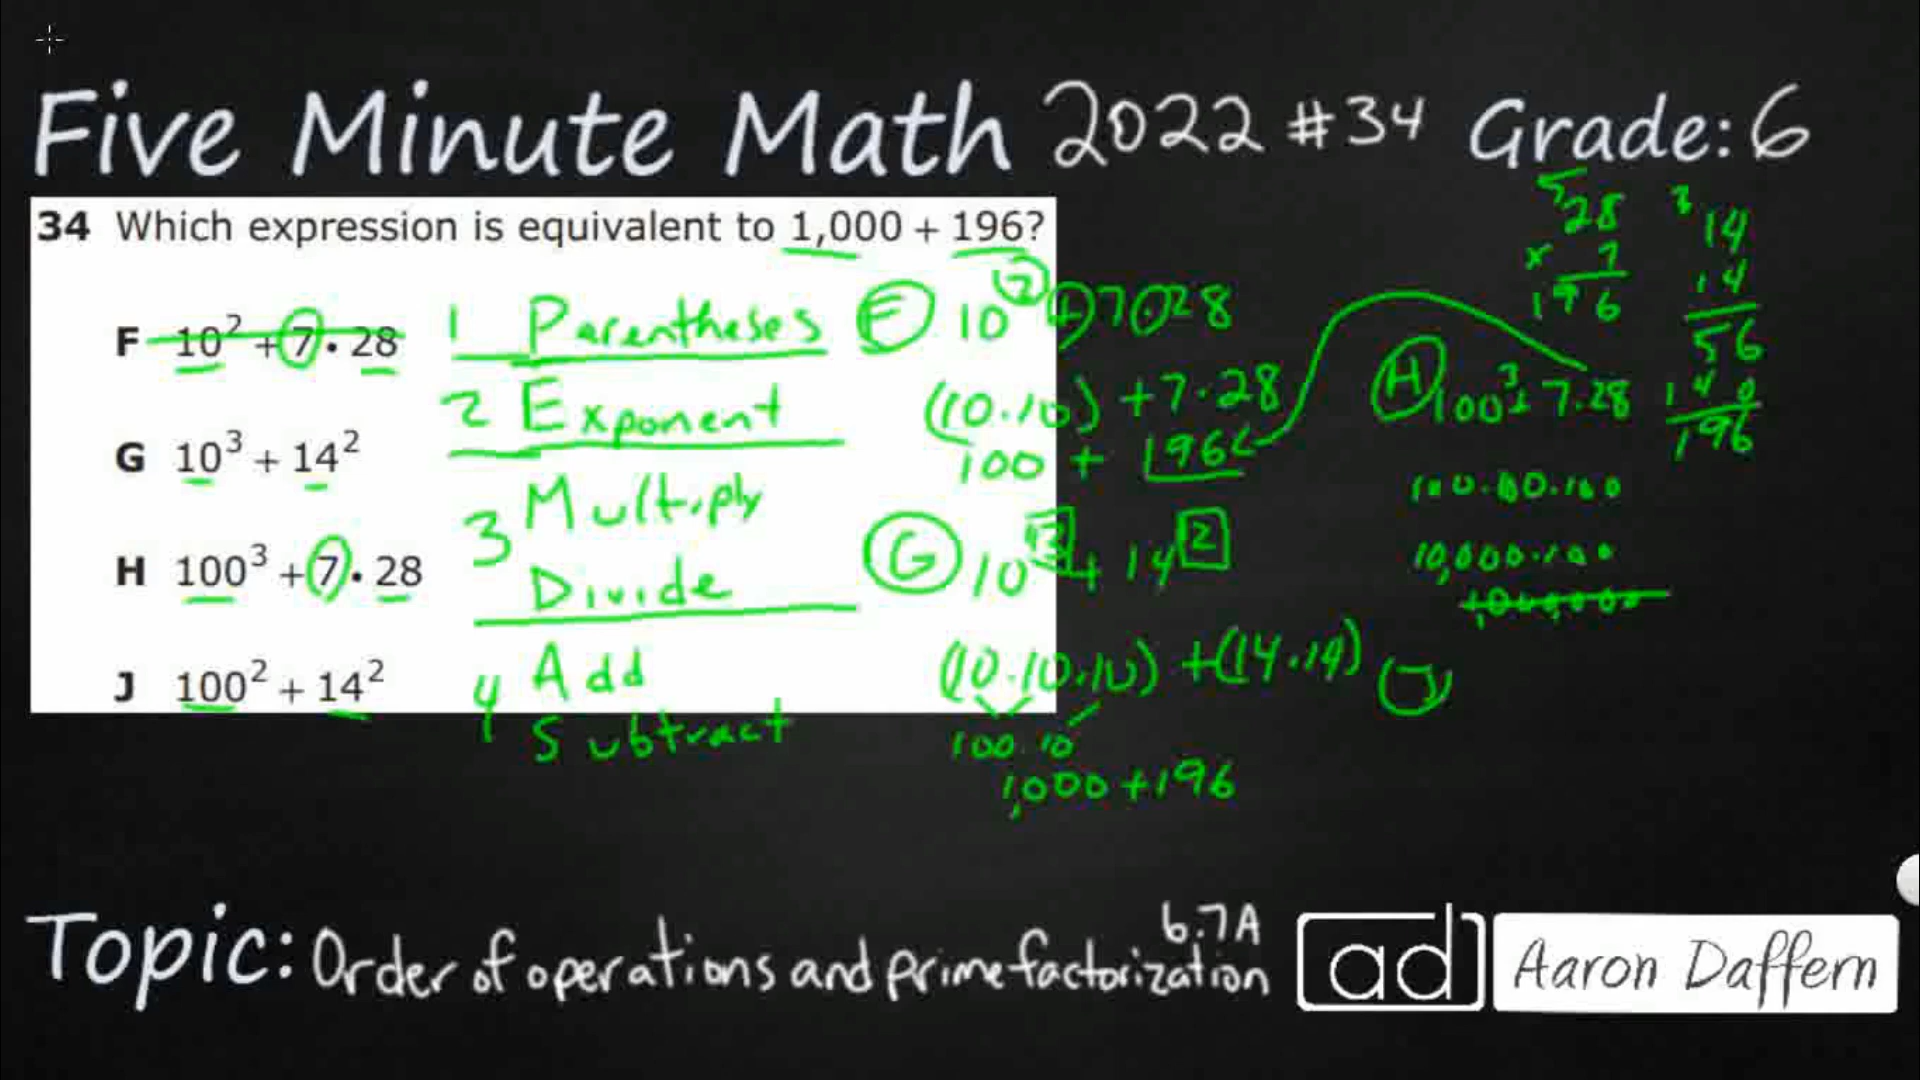 Five Minute Math 2022 #34 Grade: 6
34 Which expression is equivalent to 1,000 + 196?
F 10² + 7 • 28
G 10³ + 14²
H 100³ + 7 • 28
J 100² + 14²
1 Parentheses
2 Exponent
3 Multiply
Divide
4 Add
Subtract
F 10² + 7·28
(10·10) + 7·28
100 + 196
G 10³ + 14²
(10·10·10) + (14·14)
100·10
1,000 + 196
28
× 7
196
14
14
56
140
196
H 100³ + 7·28
100·100·100
10,000·100
1,000,000
Topic: Order of operations and prime factorization 6.7A
ad Aaron Daffern